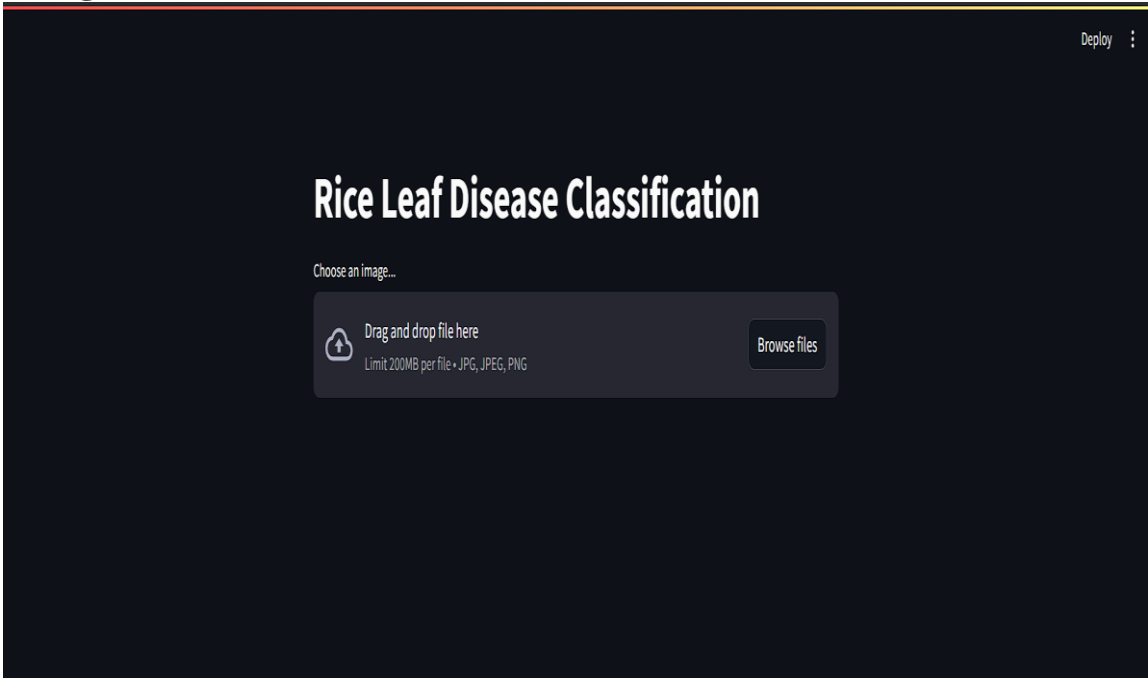 Deploy
Rice Leaf Disease Classification
Choose an image...
Drag and drop file here
Limit 200MB per file • JPG, JPEG, PNG
Browse files